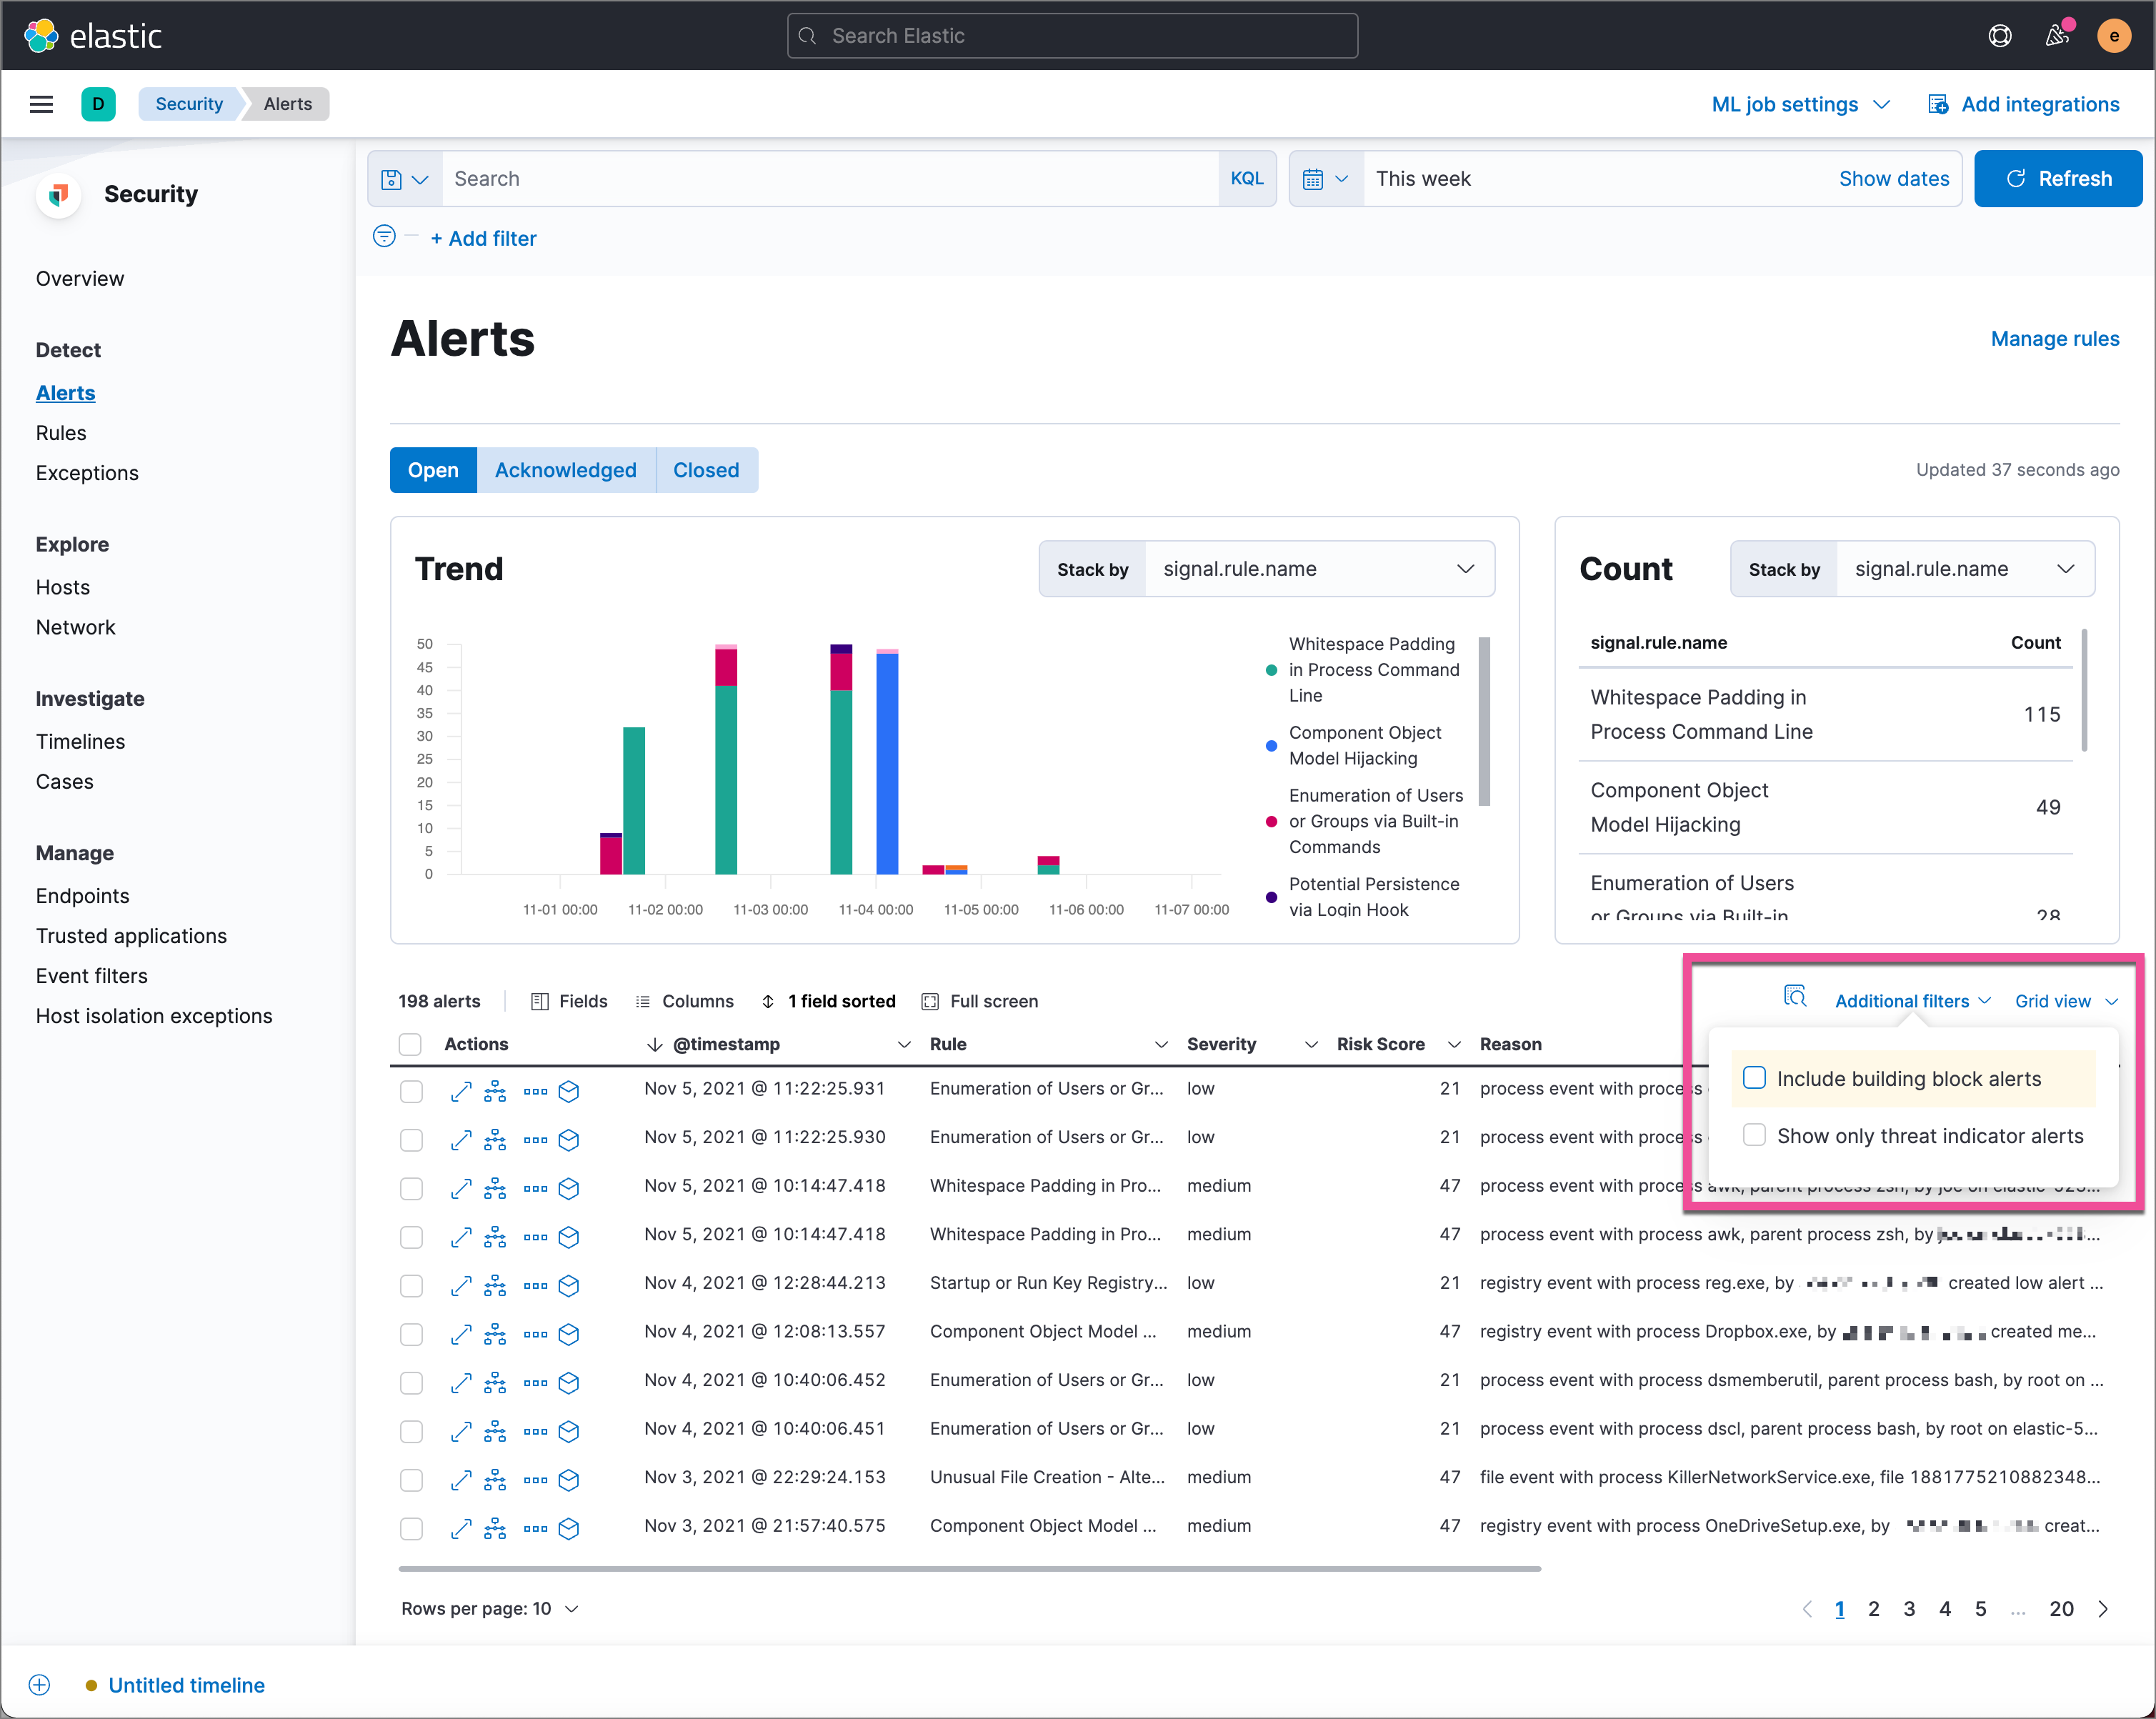 elastic
Search Elastic
e
D
Security
Alerts
ML job settings
Add integrations
Security
Overview
Detect
Alerts
Rules
Exceptions
Explore
Hosts
Network
Investigate
Timelines
Cases
Manage
Endpoints
Trusted applications
Event filters
Host isolation exceptions
Search
KQL
This week
Show dates
Refresh
+ Add filter
Alerts
Manage rules
Open
Acknowledged
Closed
Updated 37 seconds ago
Trend
Stack by
signal.rule.name
50
45
40
35
30
25
20
15
10
5
0
11-01 00:00
11-02 00:00
11-03 00:00
11-04 00:00
11-05 00:00
11-06 00:00
11-07 00:00
Whitespace Padding
in Process Command
Line
Component Object
Model Hijacking
Enumeration of Users
or Groups via Built-in
Commands
Potential Persistence
via Login Hook
Count
Stack by
signal.rule.name
signal.rule.name Count
Whitespace Padding in
Process Command Line
115
Component Object
Model Hijacking
49
Enumeration of Users
or Groups via Built-in
28
198 alerts
Fields
Columns
1 field sorted
Full screen
Additional filters
Grid view
Include building block alerts
Show only threat indicator alerts
Actions @timestamp Rule Severity Risk Score Reason
Nov 5, 2021 @ 11:22:25.931 Enumeration of Users or Gr... low 21 process event with process
Nov 5, 2021 @ 11:22:25.930 Enumeration of Users or Gr... low 21 process event with process
Nov 5, 2021 @ 10:14:47.418 Whitespace Padding in Pro... medium 47 process event with process awk, parent process zsh, by joe on elastic-
Nov 5, 2021 @ 10:14:47.418 Whitespace Padding in Pro... medium 47 process event with process awk, parent process zsh, by ...
Nov 4, 2021 @ 12:28:44.213 Startup or Run Key Registry... low 21 registry event with process reg.exe, by created low alert ...
Nov 4, 2021 @ 12:08:13.557 Component Object Model ... medium 47 registry event with process Dropbox.exe, by created me...
Nov 4, 2021 @ 10:40:06.452 Enumeration of Users or Gr... low 21 process event with process dsmemberutil, parent process bash, by root on ...
Nov 4, 2021 @ 10:40:06.451 Enumeration of Users or Gr... low 21 process event with process dscl, parent process bash, by root on elastic-5...
Nov 3, 2021 @ 22:29:24.153 Unusual File Creation - Alte... medium 47 file event with process KillerNetworkService.exe, file 1881775210882348...
Nov 3, 2021 @ 21:57:40.575 Component Object Model ... medium 47 registry event with process OneDriveSetup.exe, by creat...
Rows per page: 10
1 2 3 4 5 ... 20
Untitled timeline